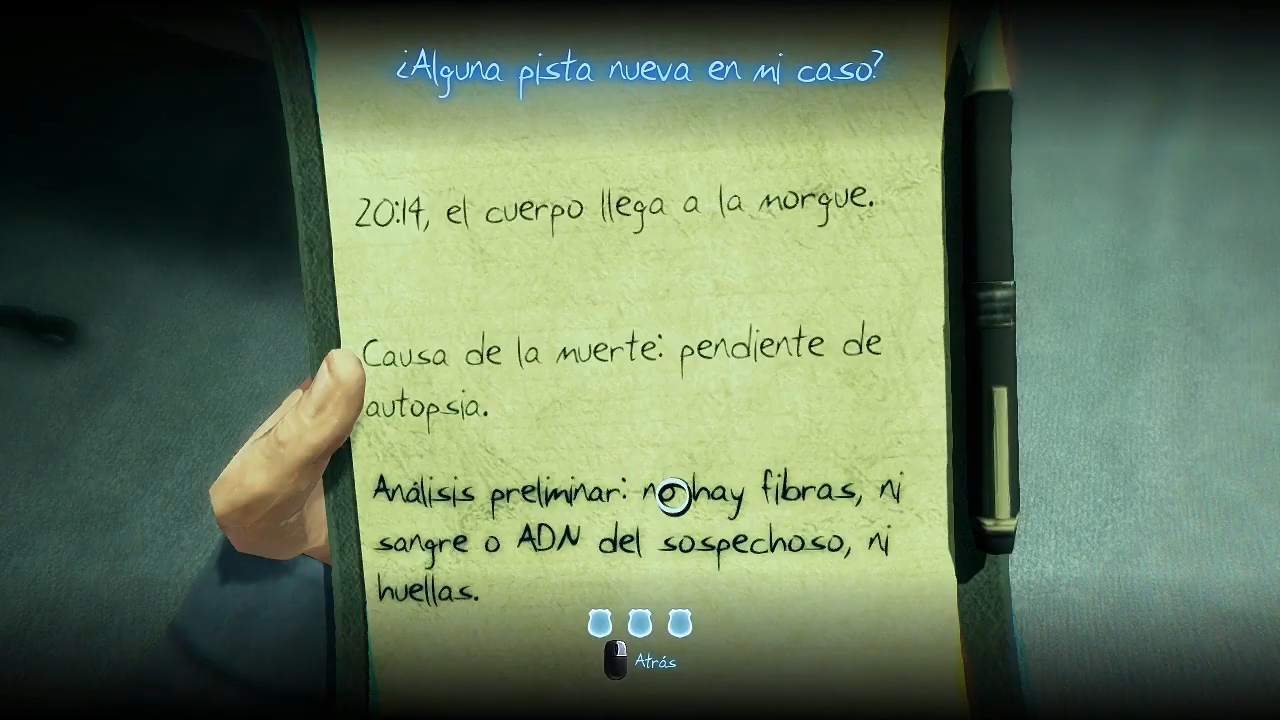 ¿Alguna pista nueva en mi caso?
20:14, el cuerpo llega a la morgue.
Causa de la muerte: pendiente de
autopsia.
Análisis preliminar: no hay fibras, ni
sangre o ADN del sospechoso, ni
huellas.
Atrás